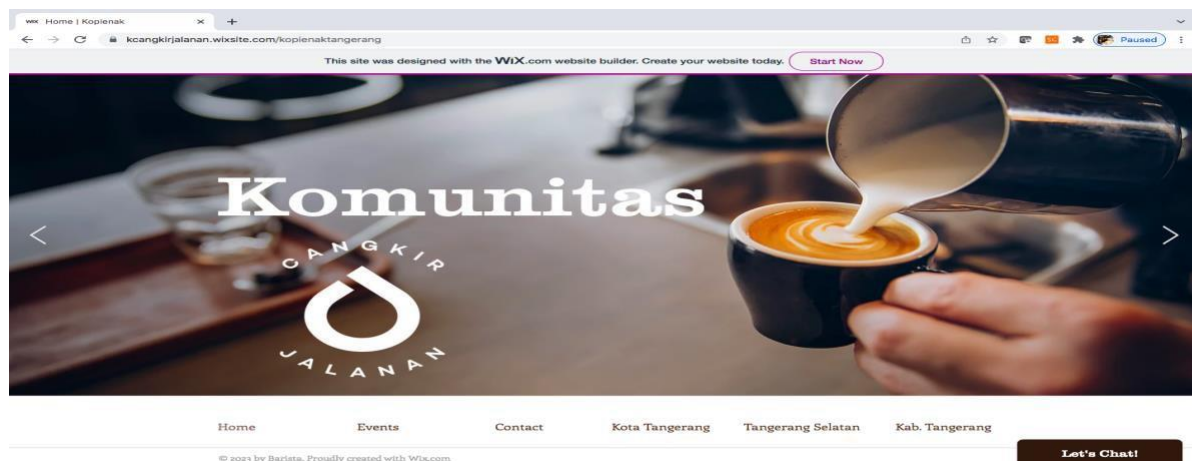 WiX Home | Kopienak
kcangkirjalanan.wixsite.com/kopienaktangerang
Paused
This site was designed with the WiX.com website builder. Create your website today. Start Now
Komunitas
CANGKIR
JALANAN
Home Events Contact Kota Tangerang Tangerang Selatan Kab. Tangerang
© 2023 by Barista. Proudly created with Wix.com
Let's Chat!